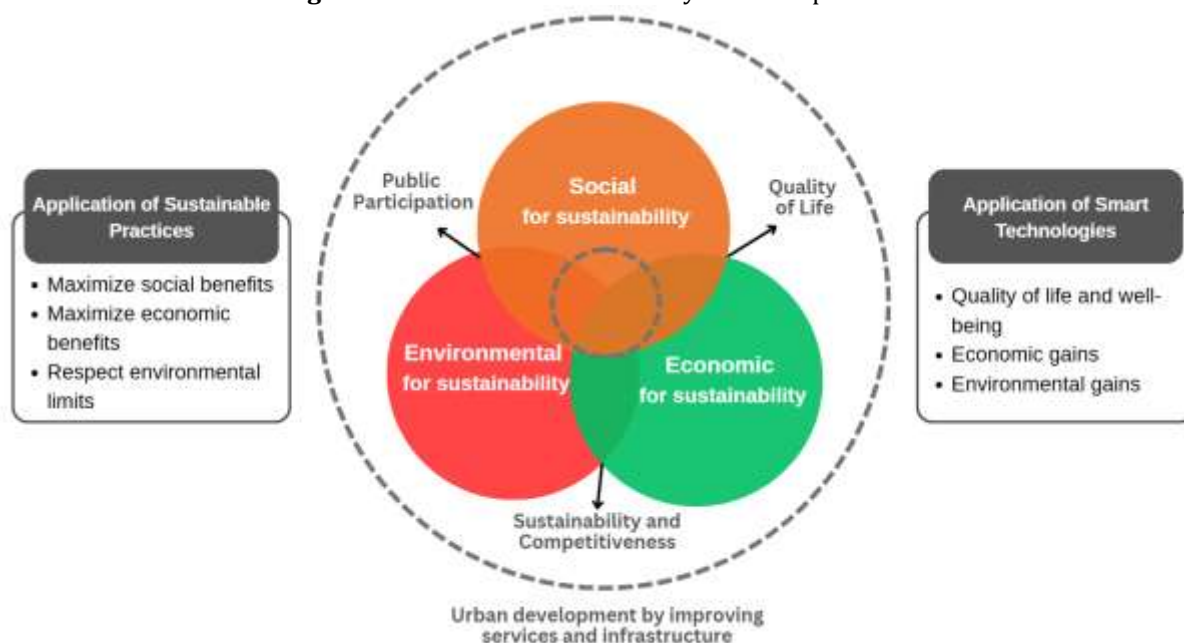 Public
Participation
Social
for sustainability
Quality
of Life
Application of Sustainable
Practices
• Maximize social benefits
• Maximize economic
benefits
• Respect environmental
limits
Environmental
for sustainability
Economic
for sustainability
Application of Smart
Technologies
• Quality of life and well-
being
• Economic gains
• Environmental gains
Sustainability and
Competitiveness
Urban development by improving
services and infrastructure